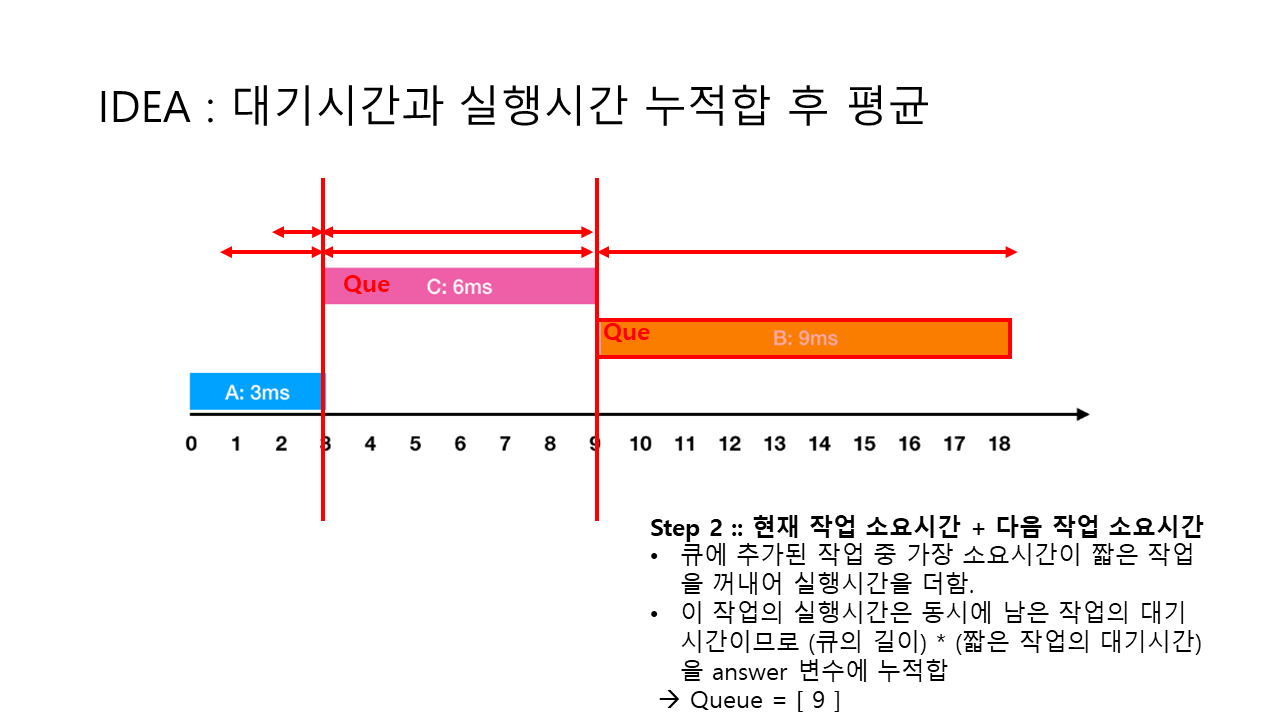 IDEA : 대기시간과 실행시간 누적합 후 평균
Que
C: 6ms
Que
B: 9ms
A: 3ms
0 1 2 3 4 5 6 7 8 9 10 11 12 13 14 15 16 17 18
Step 2 :: 현재 작업 소요시간 + 다음 작업 소요시간
• 큐에 추가된 작업 중 가장 소요시간이 짧은 작업
을 꺼내어 실행시간을 더함.
• 이 작업의 실행시간은 동시에 남은 작업의 대기
시간이므로 (큐의 길이) * (짧은 작업의 대기시간)
을 answer 변수에 누적합
→ Queue = [ 9 ]